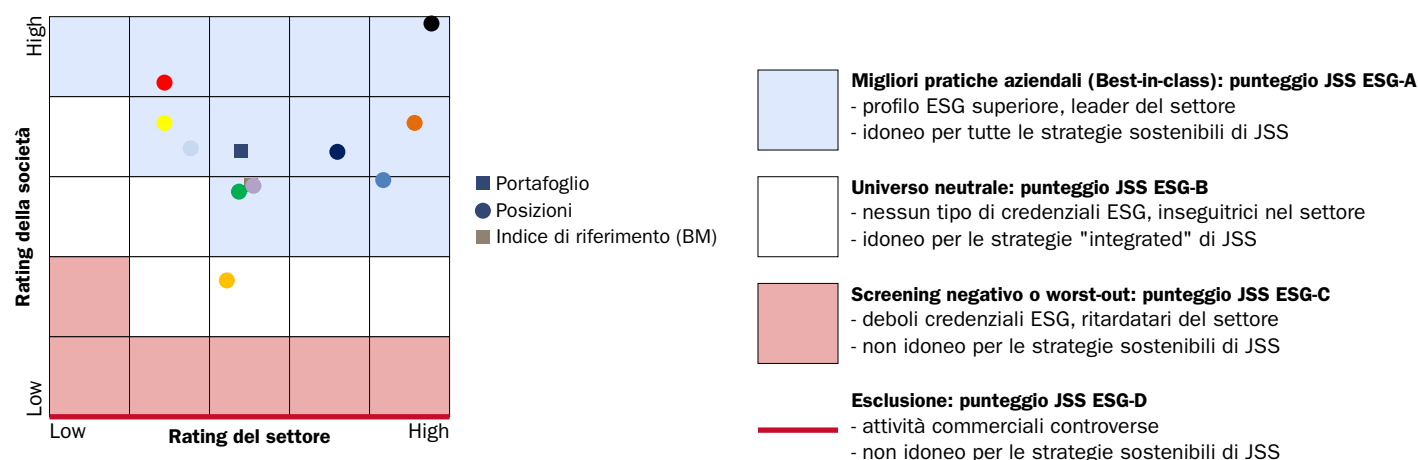 High
Rating della società
Low
Low
Rating del settore
High
Portafoglio
Posizioni
Indice di riferimento (BM)
Migliori pratiche aziendali (Best-in-class): punteggio JSS ESG-A
- profilo ESG superiore, leader del settore
- idoneo per tutte le strategie sostenibili di JSS
Universo neutrale: punteggio JSS ESG-B
- nessun tipo di credenziali ESG, inseguitrici nel settore
- idoneo per le strategie "integrated" di JSS
Screening negativo o worst-out: punteggio JSS ESG-C
- deboli credenziali ESG, ritardatari del settore
- non idoneo per le strategie sostenibili di JSS
Esclusione: punteggio JSS ESG-D
- attività commerciali controverse
- non idoneo per le strategie sostenibili di JSS